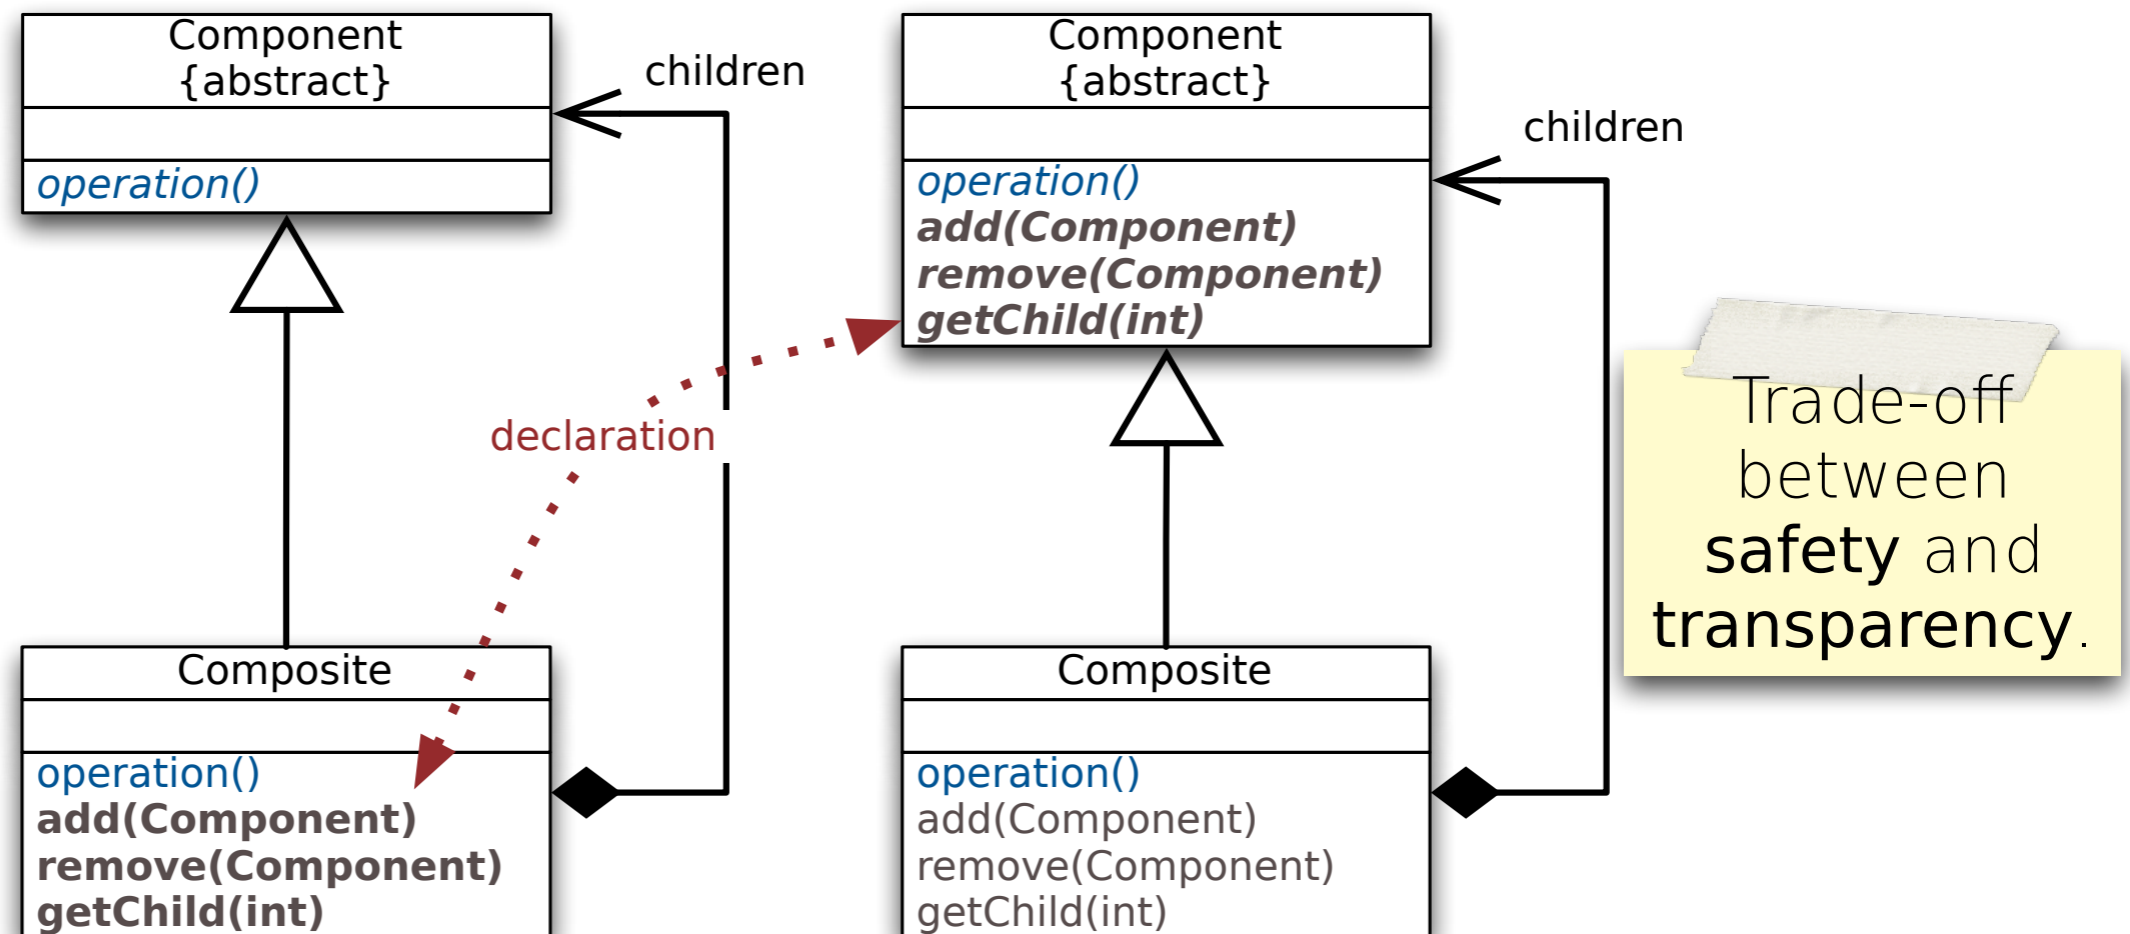 Component
{abstract}
operation()
children
Composite
operation()
add(Component)
remove(Component)
getChild(int)
declaration
Component
{abstract}
operation()
add(Component)
remove(Component)
getChild(int)
children
Composite
operation()
add(Component)
remove(Component)
getChild(int)
Trade-off
between
safety and
transparency.